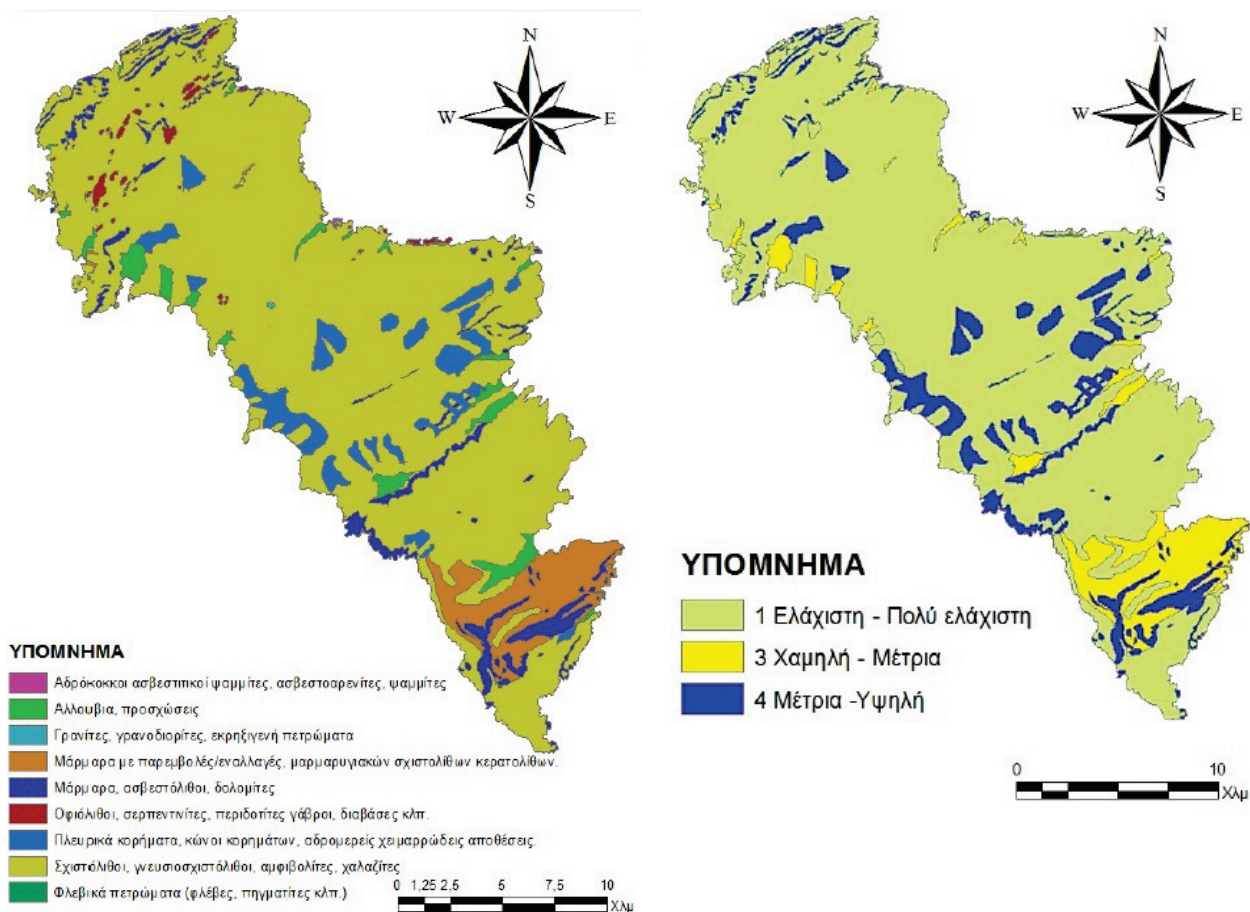 N
W
E
S
ΥΠΟΜΝΗΜΑ
Αδρόκοκκοι ασβεστιτικοί ψαμμίτες, ασβεστοαρενίτες, ψαμμίτες
Αλλουβια, προσχώσεις
Γρανίτες, γρανοδιορίτες, εκρηξιγενή πετρώματα
Μάρμαρα με παρεμβολές/εναλλαγές, μαρμαρυγιακών σχιστολίθων κερατολίθων.
Μάρμαρα, ασβεστόλιθοι, δολομίτες
Οφιόλιθοι, σερπεντινίτες, περιδοτίτες γάβροι, διαβάσες κλπ.
Πλευρικά κορήματα, κώνοι κορημάτων, αδρομερείς χειμαρρώδεις αποθέσεις.
Σχιστόλιθοι, γνευσιοσχιστόλιθοι, αμφιβολίτες, χαλαζίτες
Φλεβικά πετρώματα (φλέβες, πηγματίτες κλπ.)
0 1,25 2,5 5 7,5 10
Χλμ
N
W
E
S
ΥΠΟΜΝΗΜΑ
1 Ελάχιστη - Πολύ ελάχιστη
3 Χαμηλή - Μέτρια
4 Μέτρια -Υψηλή
0 10
Χλμ